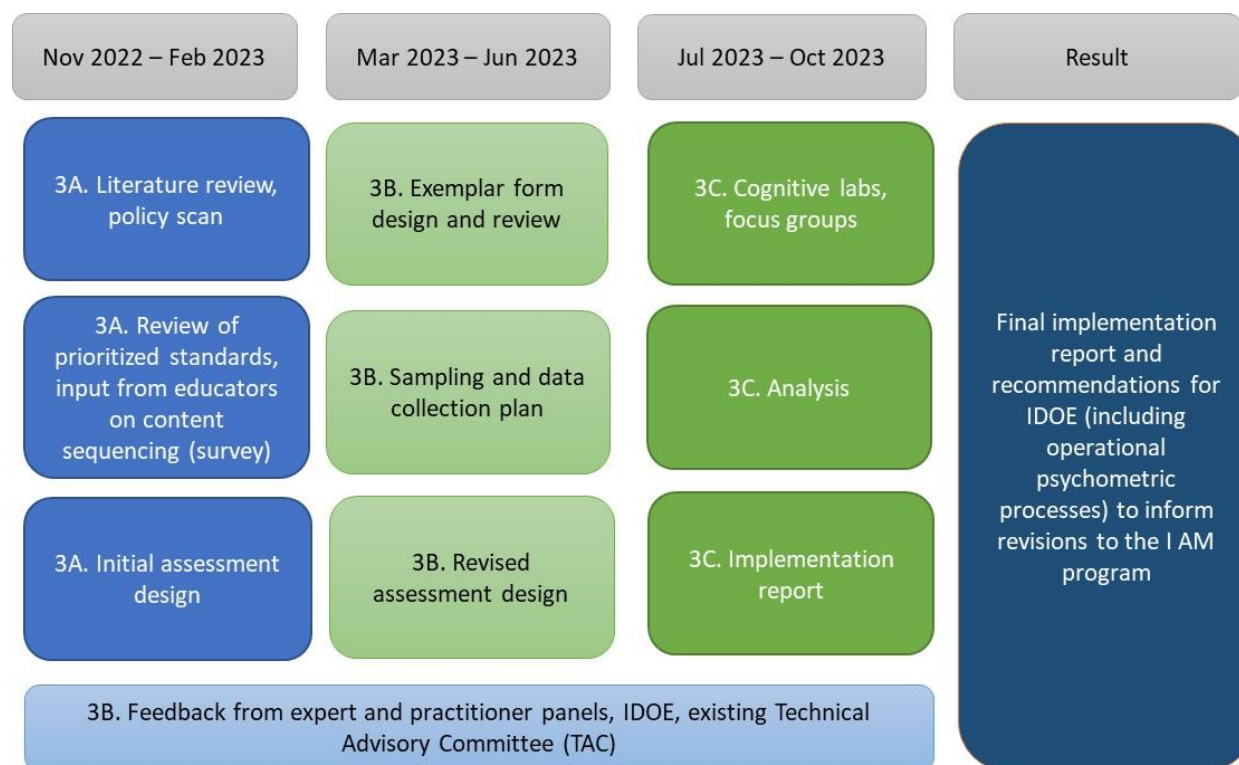 Nov 2022 – Feb 2023
Mar 2023 – Jun 2023
Jul 2023 – Oct 2023
Result
3A. Literature review,
policy scan
3B. Exemplar form
design and review
3C. Cognitive labs,
focus groups
3A. Review of
prioritized standards,
input from educators
on content
sequencing (survey)
3B. Sampling and data
collection plan
3C. Analysis
3A. Initial assessment
design
3B. Revised
assessment design
3C. Implementation
report
Final implementation
report and
recommendations for
IDOE (including
operational
psychometric
processes) to inform
revisions to the I AM
program
3B. Feedback from expert and practitioner panels, IDOE, existing Technical
Advisory Committee (TAC)